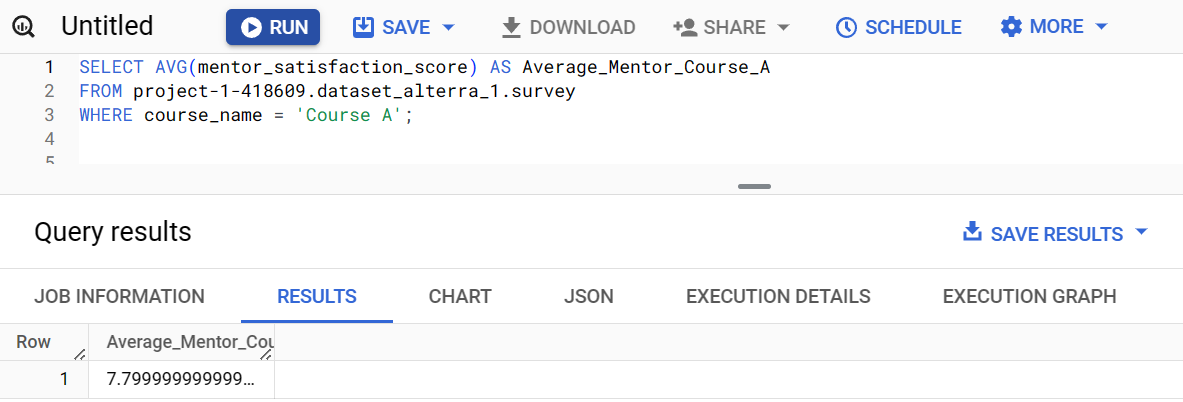 Untitled RUN SAVE DOWNLOAD SHARE SCHEDULE MORE
1 SELECT AVG(mentor_satisfaction_score) AS Average_Mentor_Course_A
2 FROM project-1-418609.dataset_alterra_1.survey
3 WHERE course_name = 'Course A';
4
5
Query results SAVE RESULTS
JOB INFORMATION RESULTS CHART JSON EXECUTION DETAILS EXECUTION GRAPH
Row Average_Mentor_Cou
1 7.799999999999…